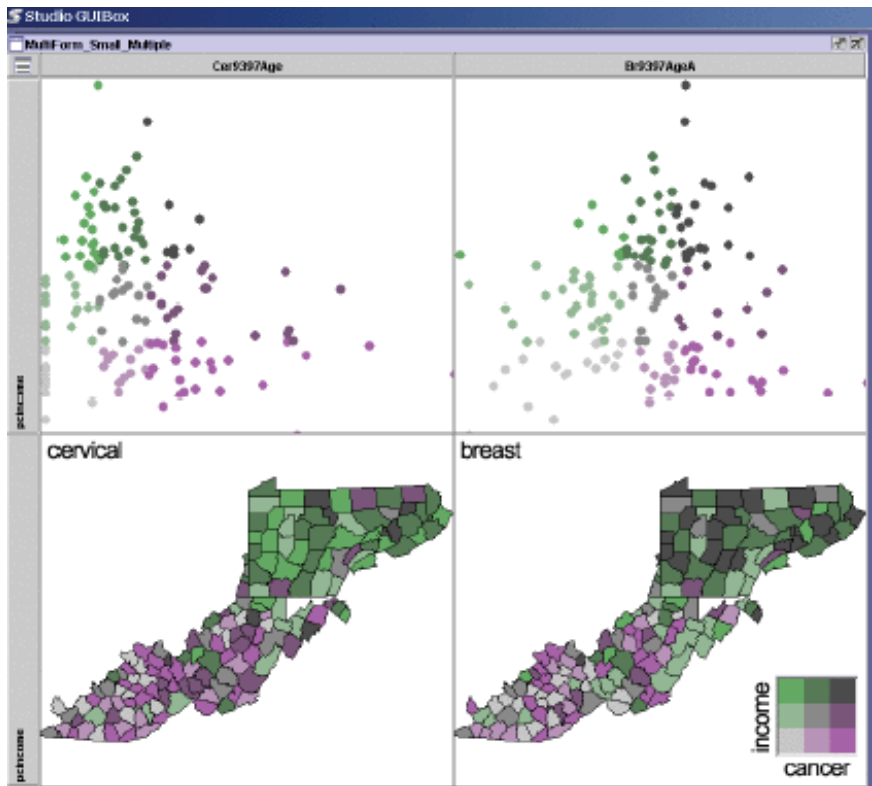 Studio GUIBox
MultiForm_Small_Multiple
Cer9397Age
Br9397AgeA
pcincome
cervical
breast
pcincome
income
cancer